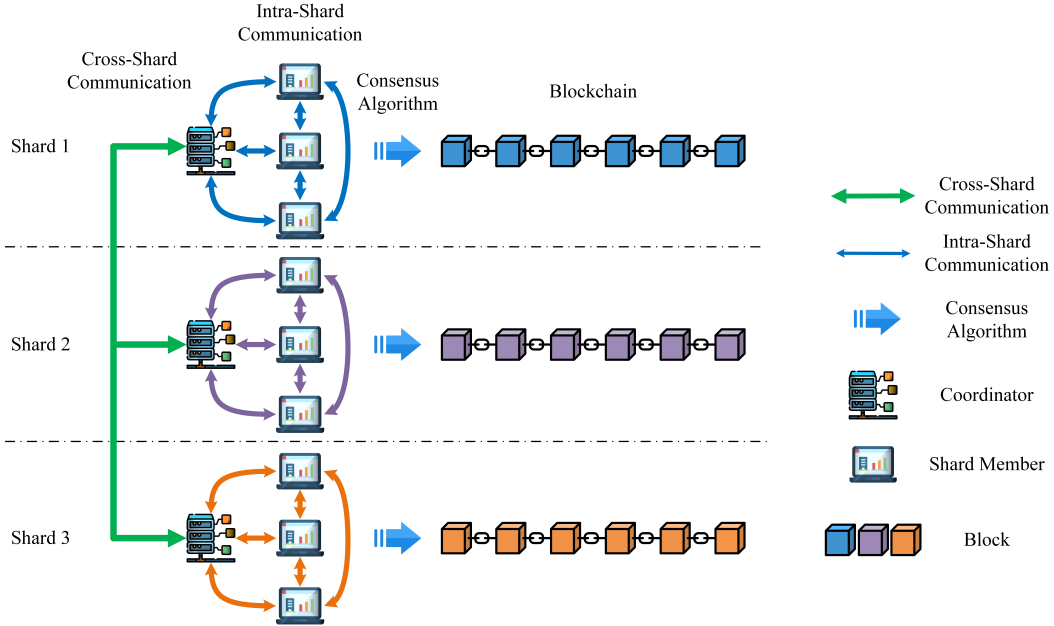 Intra-Shard
Communication
Cross-Shard
Communication
Consensus
Algorithm
Blockchain
Shard 1
Shard 2
Shard 3
Cross-Shard
Communication
Intra-Shard
Communication
Consensus
Algorithm
Coordinator
Shard Member
Block